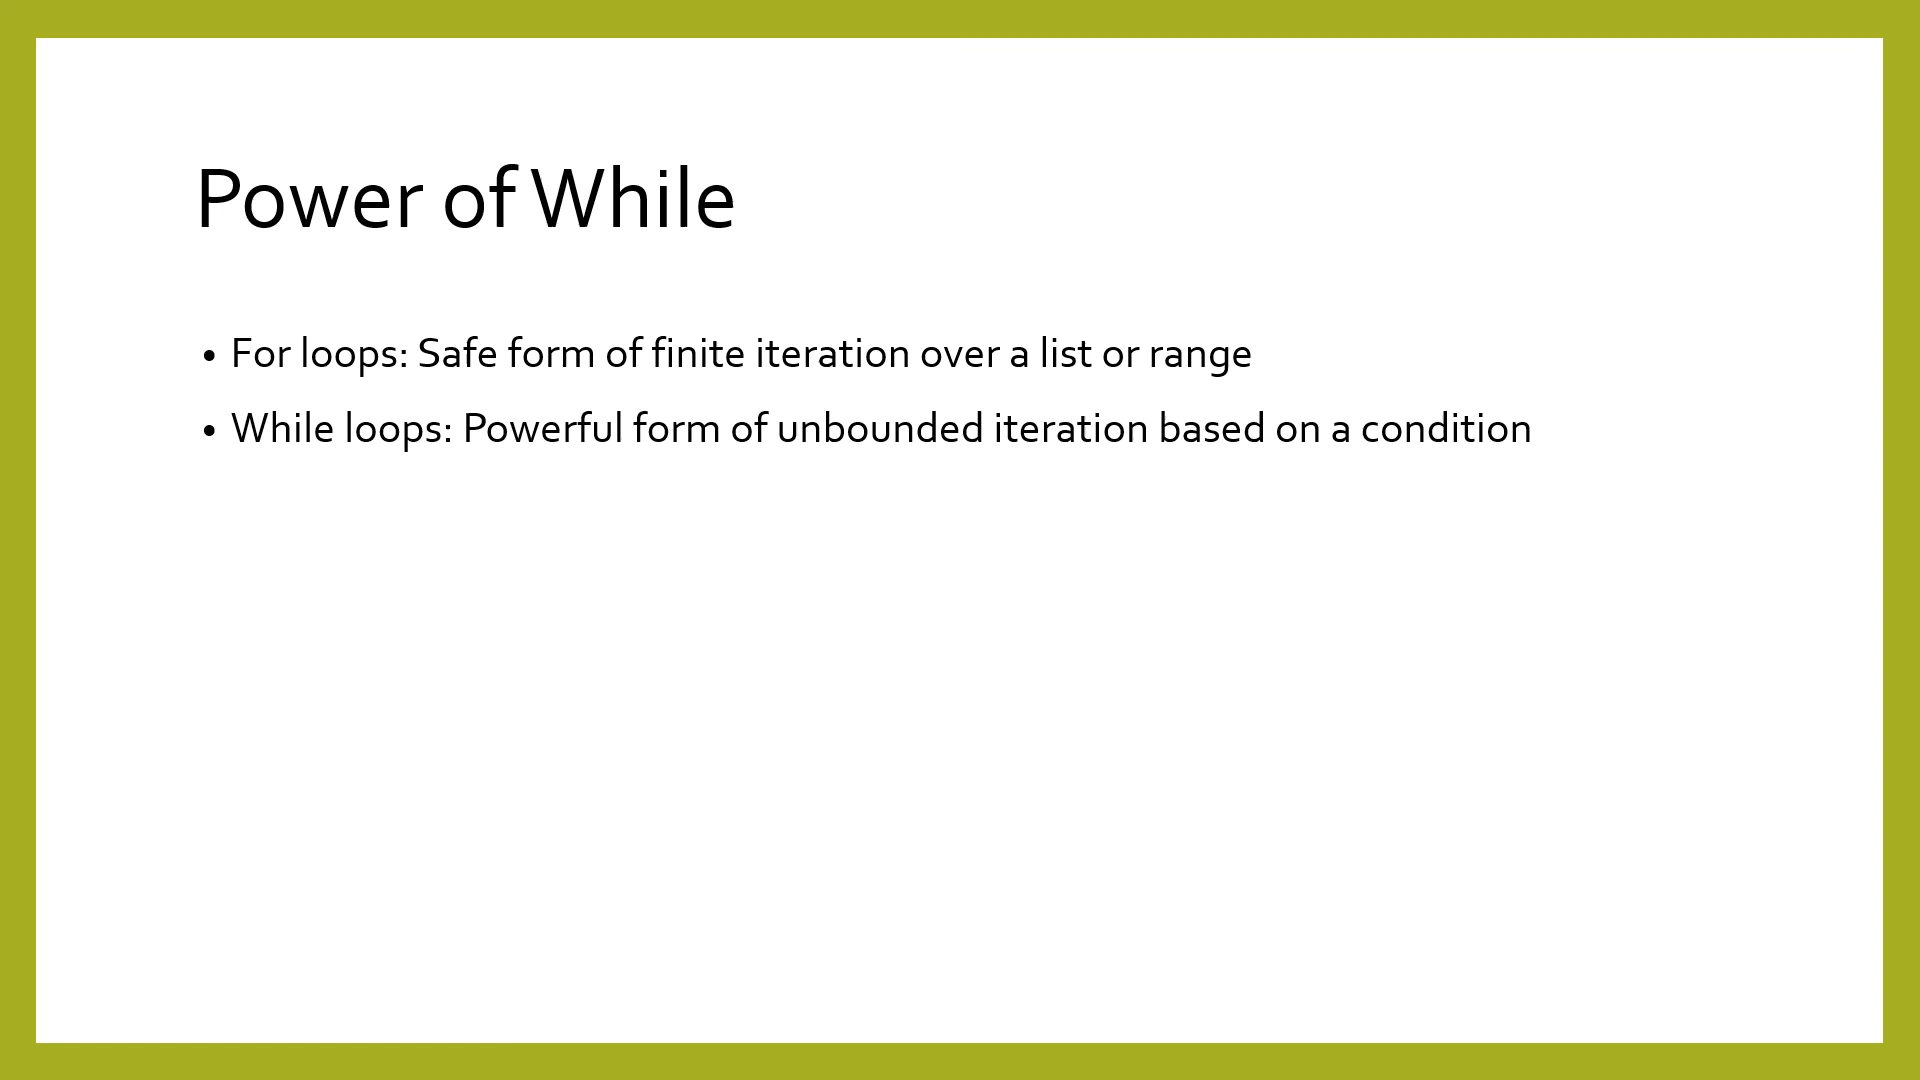 Power of While
• For loops: Safe form of finite iteration over a list or range
• While loops: Powerful form of unbounded iteration based on a condition